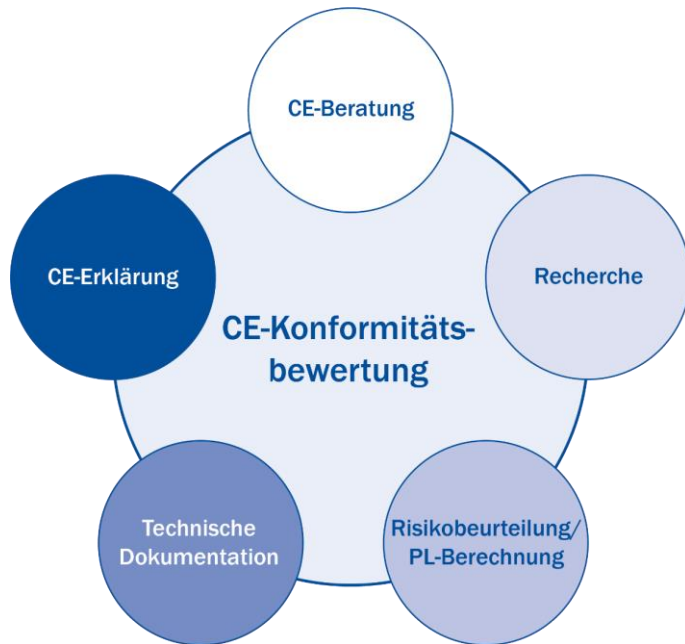 CE-Beratung
Recherche
Risikobeurteilung/
PL-Berechnung
Technische
Dokumentation
CE-Erklärung
CE-Konformitäts-
bewertung